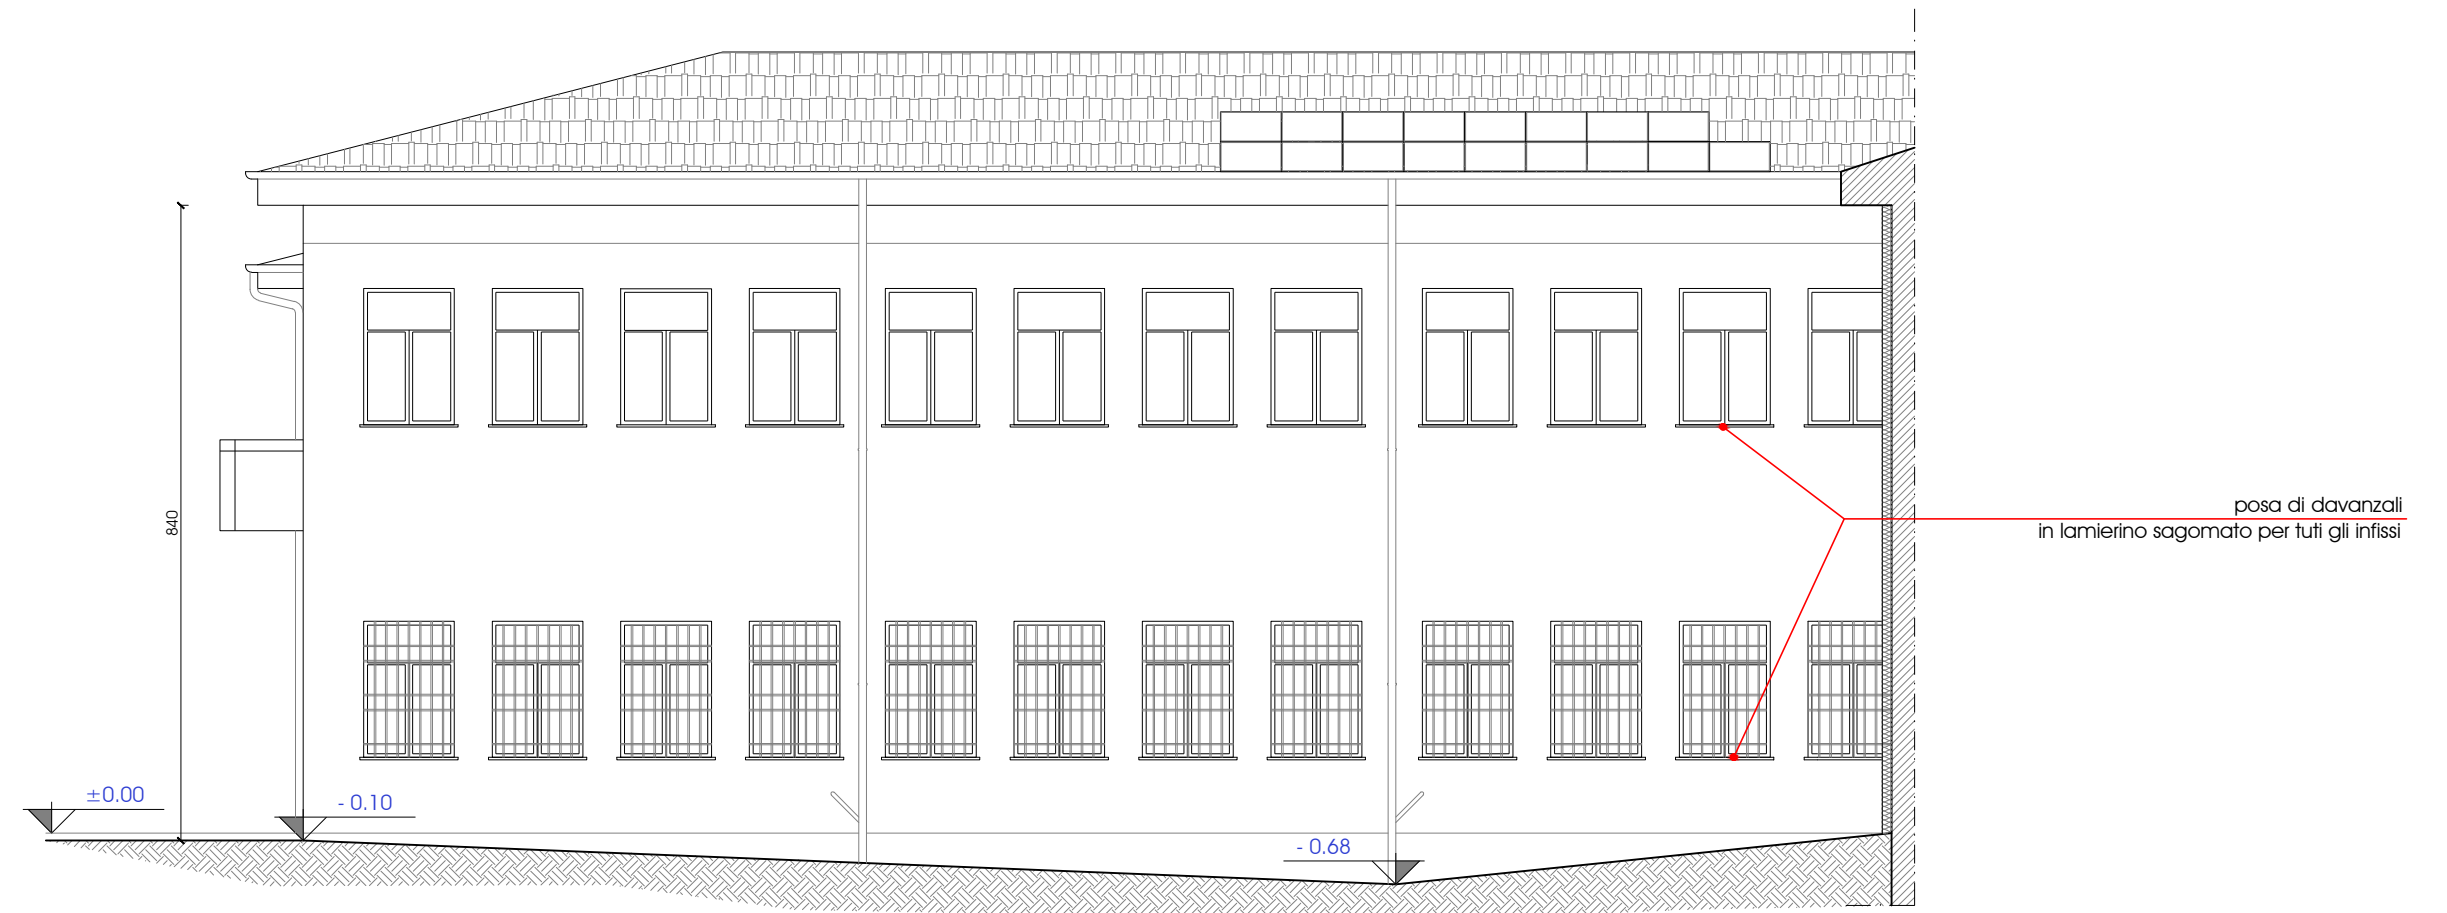 840
posa di davanzali
in lamierino sagomato per tuti gli infissi
±0.00
- 0.10
- 0.68